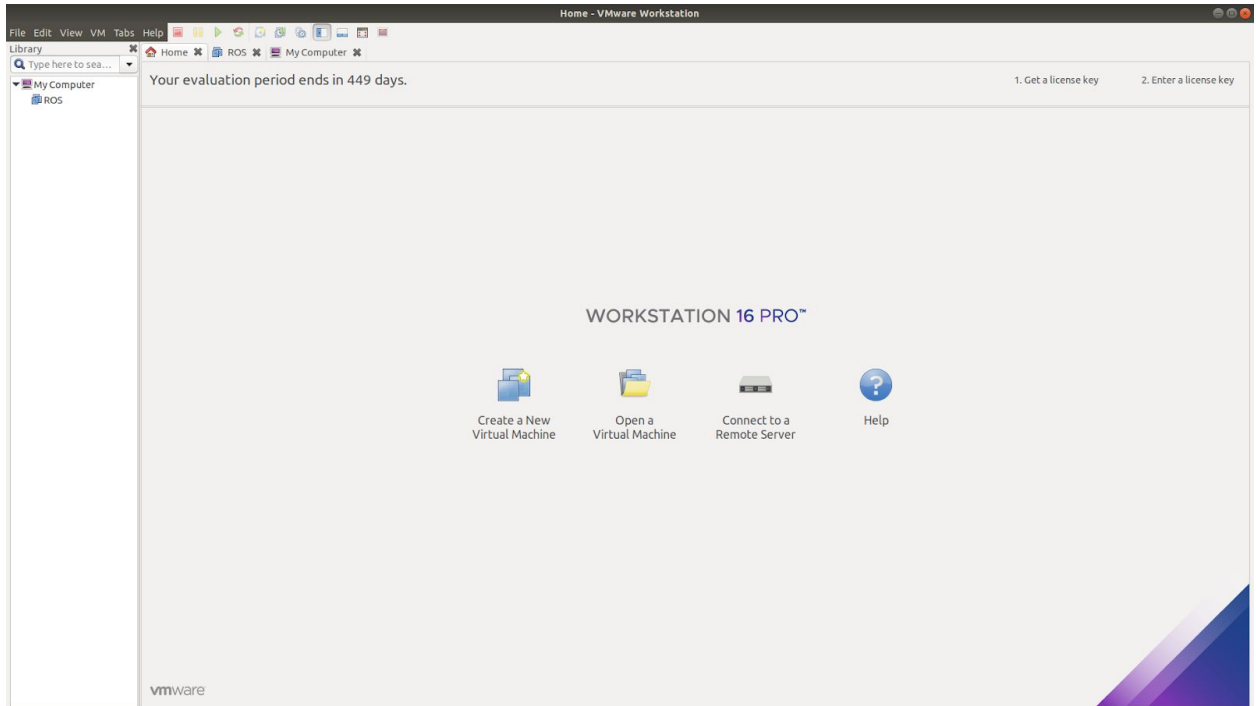 Home - VMware Workstation
File Edit View VM Tabs Help
Library
Home ROS My Computer
Type here to sea...
My Computer
ROS
Your evaluation period ends in 449 days.
1. Get a license key 2. Enter a license key
WORKSTATION 16 PRO™
Create a New
Virtual Machine
Open a
Virtual Machine
Connect to a
Remote Server
Help
vmware